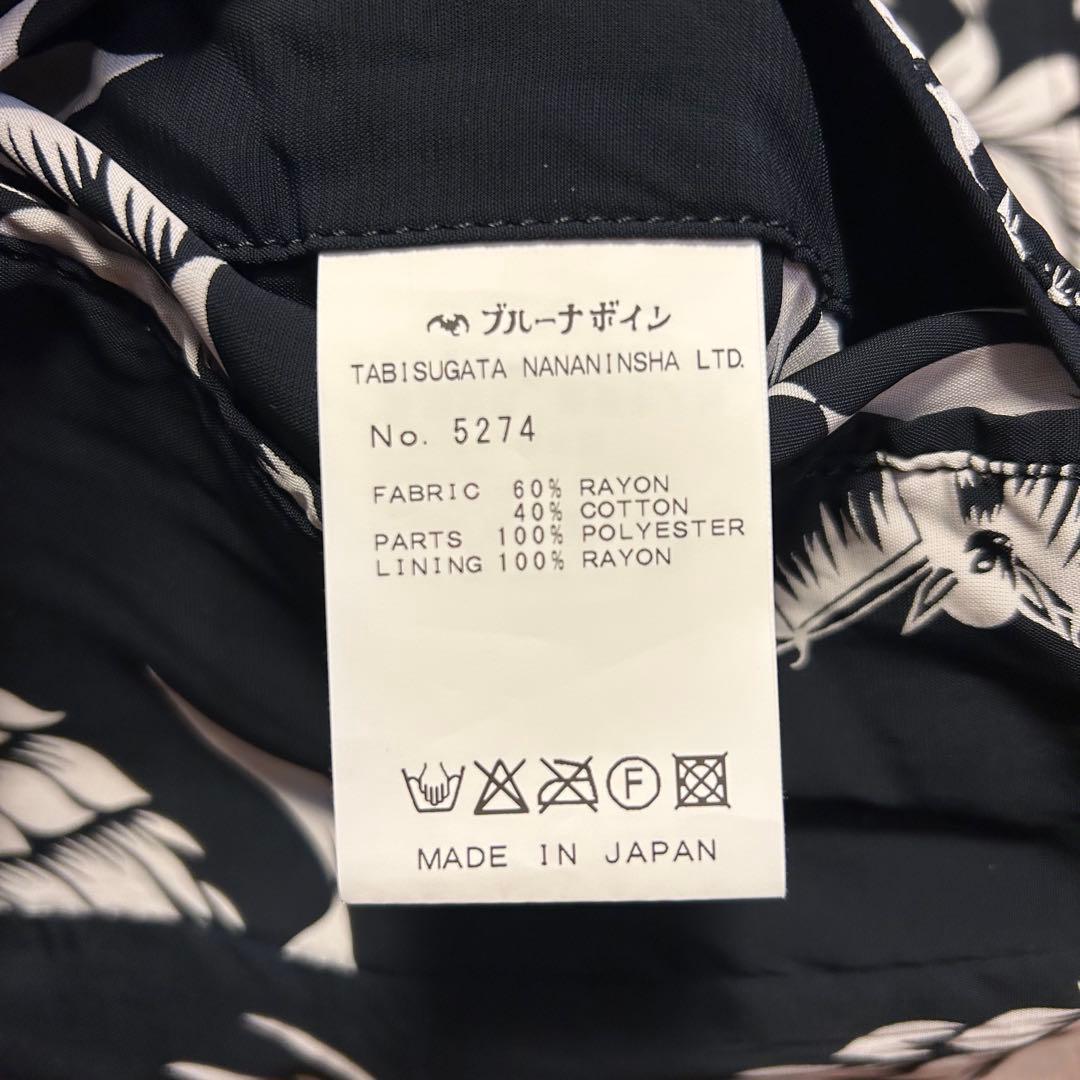 ブルーナボイン
TABISUGATA NANANINSHA LTD.
No. 5274
FABRIC 60% RAYON
40% COTTON
PARTS 100% POLYESTER
LINING 100% RAYON
F
MADE IN JAPAN